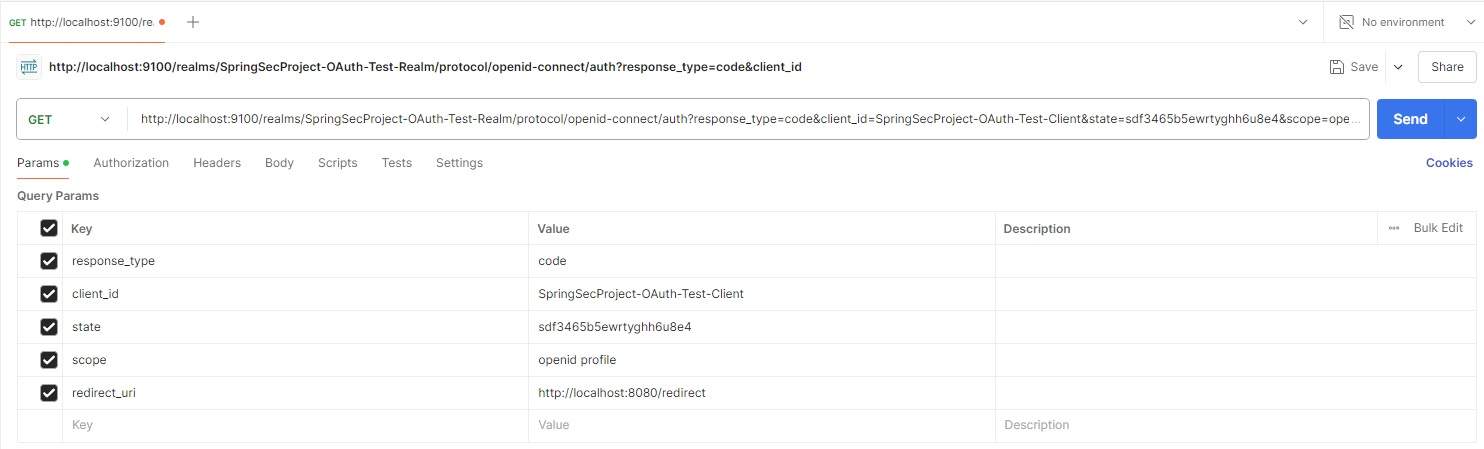 GET http://localhost:9100/re
No environment
HTTP http://localhost:9100/realms/SpringSecProject-OAuth-Test-Realm/protocol/openid-connect/auth?response_type=code&client_id Save Share
GET http://localhost:9100/realms/SpringSecProject-OAuth-Test-Realm/protocol/openid-connect/auth?response_type=code&client_id=SpringSecProject-OAuth-Test-Client&state=sdf3465b5ewrtyghh6u8e4&scope=ope... Send
Params Authorization Headers Body Scripts Tests Settings Cookies
Query Params
Key Value Description Bulk Edit
response_type code
client_id SpringSecProject-OAuth-Test-Client
state sdf3465b5ewrtyghh6u8e4
scope openid profile
redirect_uri http://localhost:8080/redirect
Key Value Description